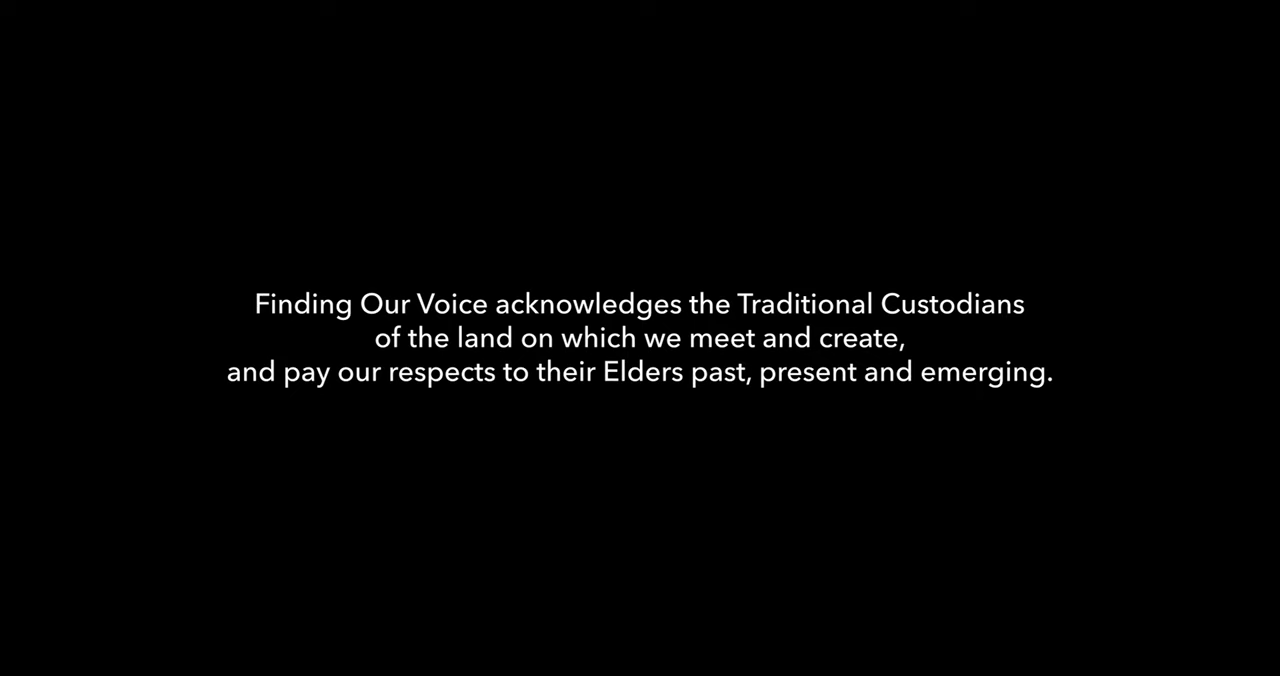 Finding Our Voice acknowledges the Traditional Custodians
of the land on which we meet and create,
and pay our respects to their Elders past, present and emerging.